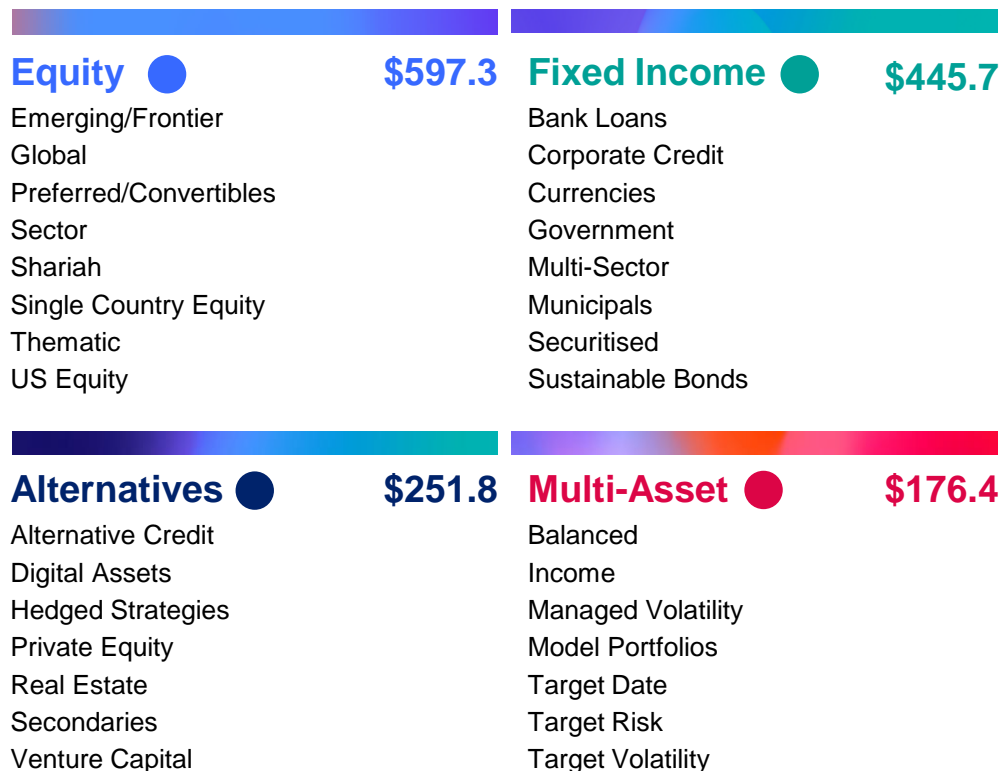 Equity $597.3
Emerging/Frontier
Global
Preferred/Convertibles
Sector
Shariah
Single Country Equity
Thematic
US Equity
Fixed Income $445.7
Bank Loans
Corporate Credit
Currencies
Government
Multi-Sector
Municipals
Securitised
Sustainable Bonds
Alternatives $251.8
Alternative Credit
Digital Assets
Hedged Strategies
Private Equity
Real Estate
Secondaries
Venture Capital
Multi-Asset $176.4
Balanced
Income
Managed Volatility
Model Portfolios
Target Date
Target Risk
Target Volatility